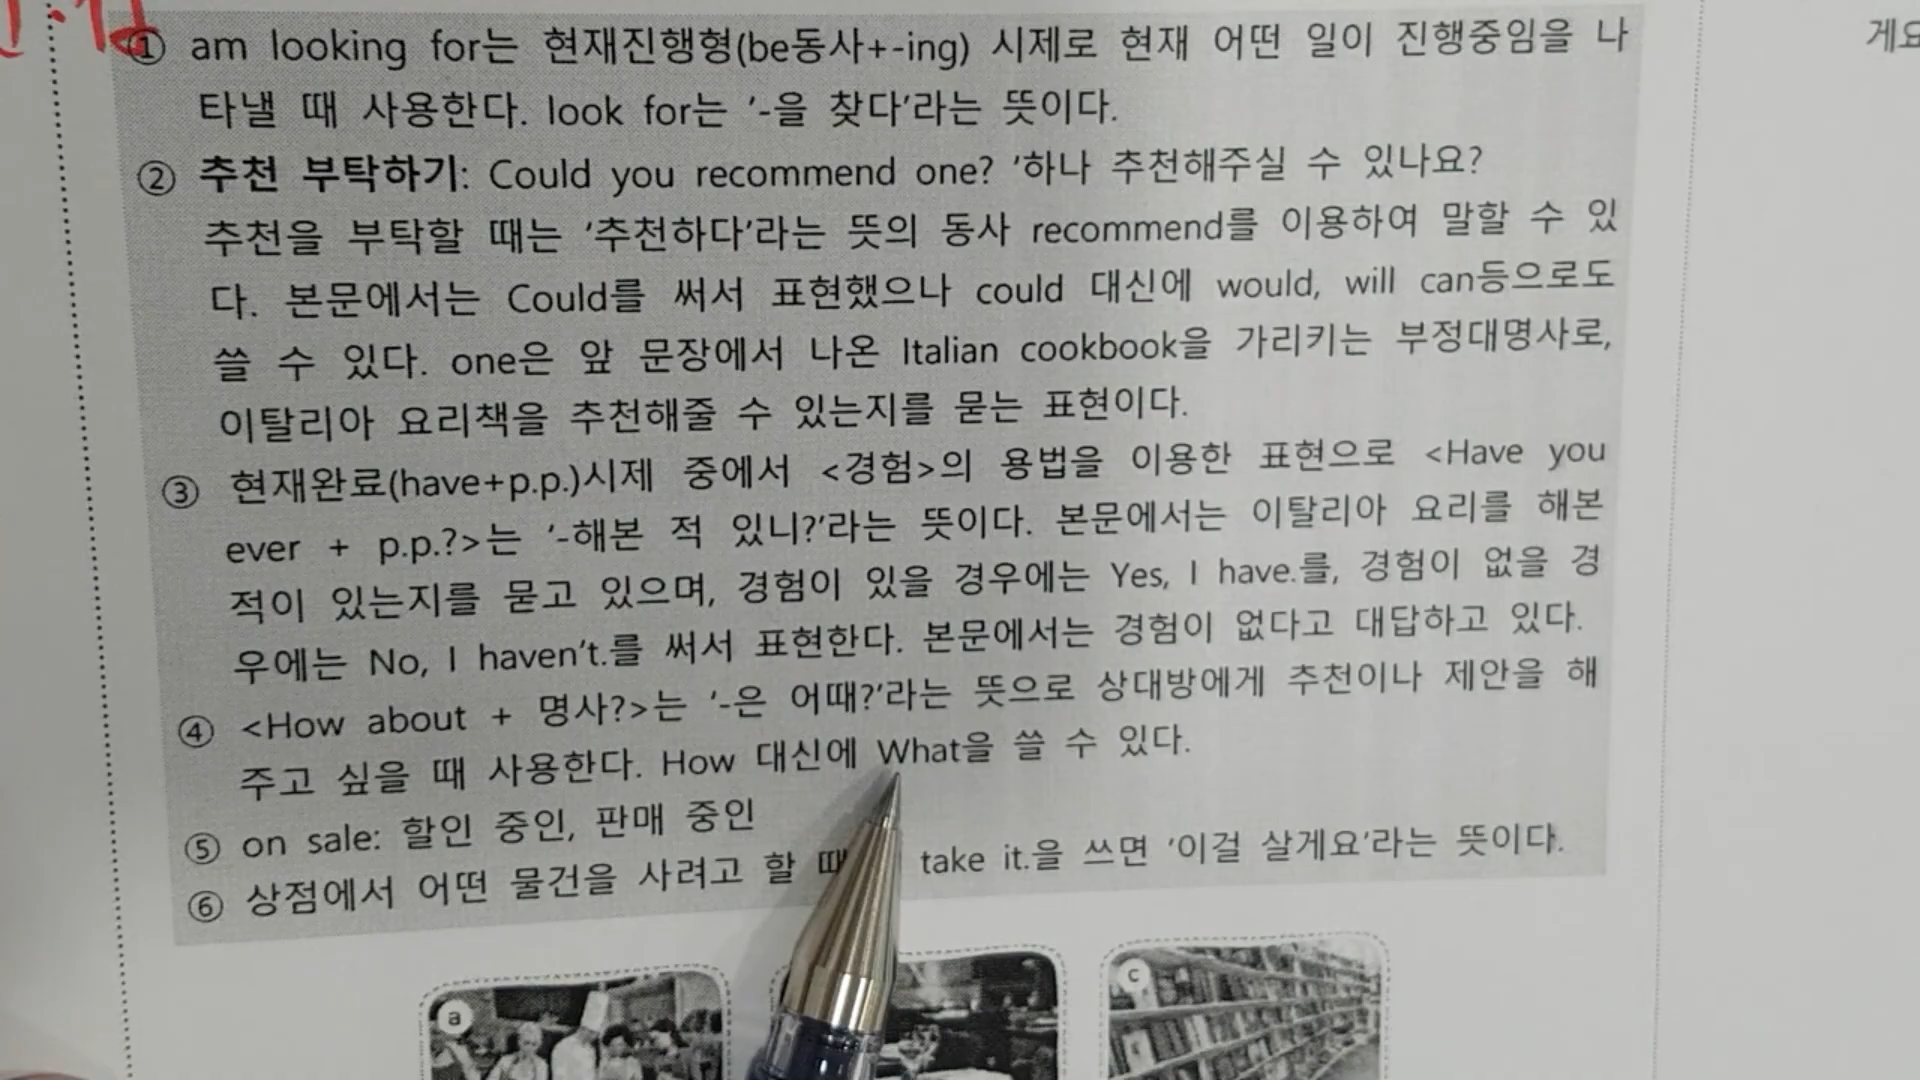 ① am looking for는 현재진행형(be동사+-ing) 시제로 현재 어떤 일이 진행중임을 나
타낼 때 사용한다. look for는 '-을 찾다'라는 뜻이다.
② 추천 부탁하기: Could you recommend one? '하나 추천해주실 수 있나요?
추천을 부탁할 때는 '추천하다'라는 뜻의 동사 recommend를 이용하여 말할 수 있
다. 본문에서는 Could를 써서 표현했으나 could 대신에 would, will can등으로도
쓸 수 있다. one은 앞 문장에서 나온 Italian cookbook을 가리키는 부정대명사로,
이탈리아 요리책을 추천해줄 수 있는지를 묻는 표현이다.
③ 현재완료(have+p.p.)시제 중에서 <경험>의 용법을 이용한 표현으로 <Have you
ever + p.p.?>는 '-해본 적 있니?'라는 뜻이다. 본문에서는 이탈리아 요리를 해본
적이 있는지를 묻고 있으며, 경험이 있을 경우에는 Yes, I have.를, 경험이 없을 경
우에는 No, I haven't.를 써서 표현한다. 본문에서는 경험이 없다고 대답하고 있다.
④ <How about + 명사?>는 '-은 어때?'라는 뜻으로 상대방에게 추천이나 제안을 해
주고 싶을 때 사용한다. How 대신에 What을 쓸 수 있다.
⑤ on sale: 할인 중인, 판매 중인
⑥ 상점에서 어떤 물건을 사려고 할 take it.을 쓰면 '이걸 살게요'라는 뜻이다.
게요
a
c